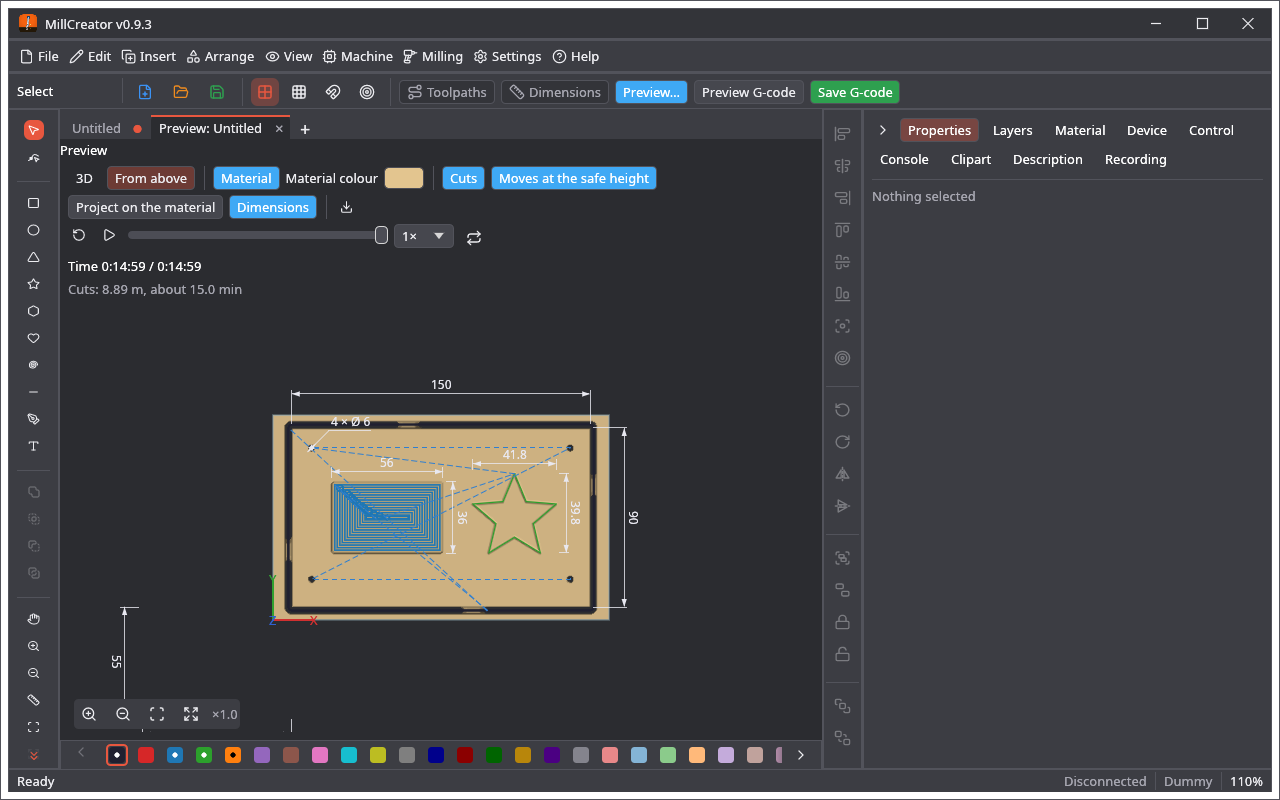 MillCreator v0.9.3
File Edit Insert Arrange View Machine Milling Settings Help
Select Toolpaths Dimensions Preview... Preview G-code Save G-code
Untitled Preview: Untitled
Preview
3D From above Material Material colour Cuts Moves at the safe height
Project on the material Dimensions
1×
Time 0:14:59 / 0:14:59
Cuts: 8.89 m, about 15.0 min
150
4 × Ø 6
41.8
56
36
39.8
90
Y
Z X
55
×1.0
Properties Layers Material Device Control
Console Clipart Description Recording
Nothing selected
Ready Disconnected Dummy 110%